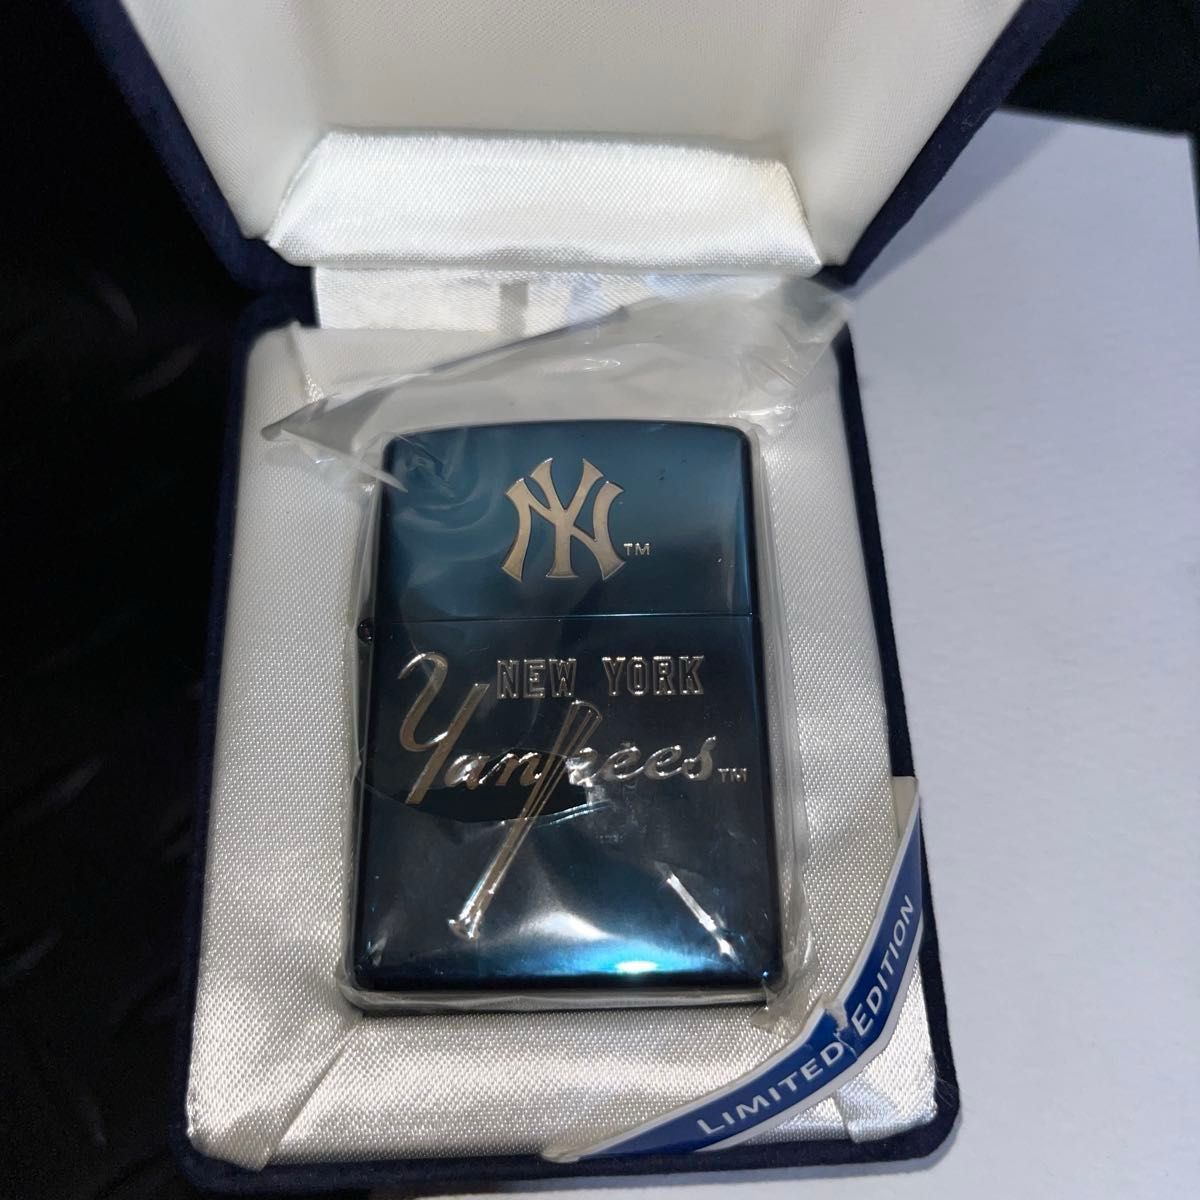 NY™
NEW YORK
Yankees™
LIMITED EDITION